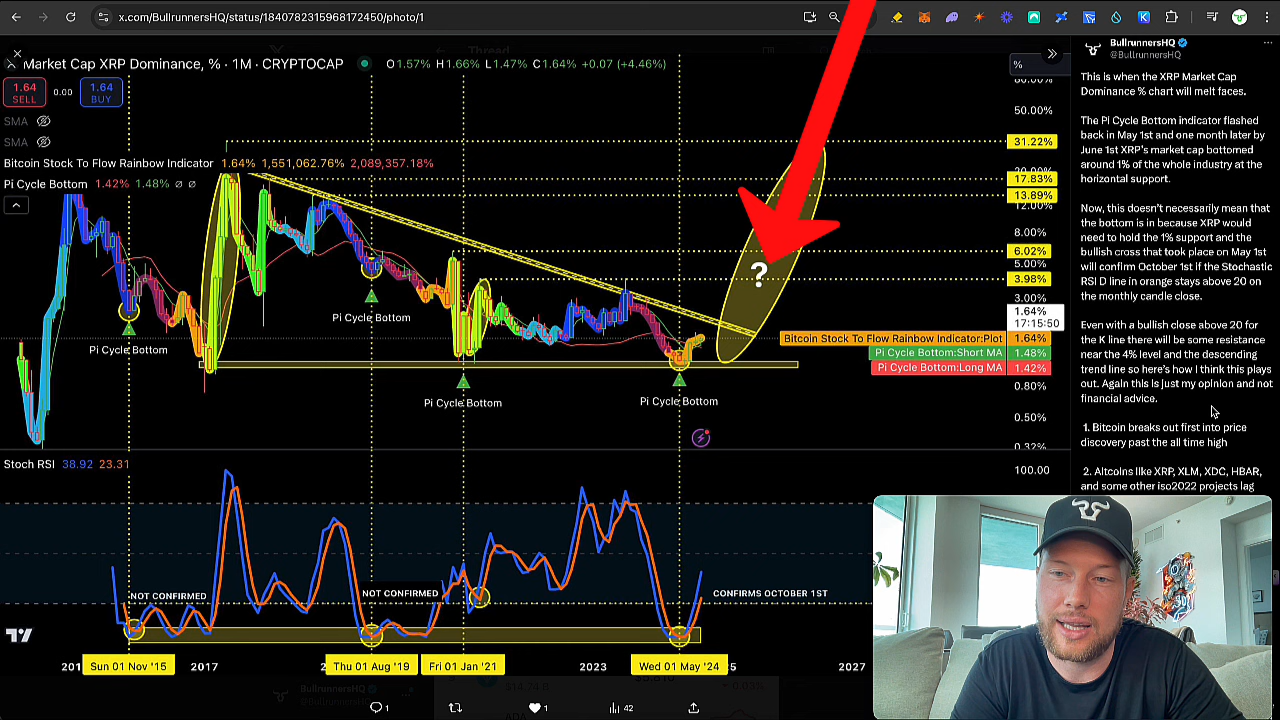 x.com/BullrunnersHQ/status/1840782315968172450/photo/1
Thread
Market Cap XRP Dominance, % · 1M · CRYPTOCAP
O1.57% H1.66% L1.47% C1.64% +0.07 (+4.46%)
1.64
SELL
0.00
1.64
BUY
SMA
SMA
Bitcoin Stock To Flow Rainbow Indicator 1.64% 1,551,062.76% 2,089,357.18%
Pi Cycle Bottom 1.42% 1.48% ∅ ∅
%
50.00%
31.22%
17.83%
13.89%
12.00%
8.00%
6.02%
5.00%
3.98%
3.00%
1.64%
17:15:50
Bitcoin Stock To Flow Rainbow Indicator:Plot 1.64%
Pi Cycle Bottom:Short MA 1.48%
Pi Cycle Bottom:Long MA 1.42%
0.80%
0.50%
0.32%
?
Pi Cycle Bottom
Pi Cycle Bottom
Pi Cycle Bottom
Pi Cycle Bottom
Stoch RSI 38.92 23.31
100.00
NOT CONFIRMED
NOT CONFIRMED
CONFIRMS OCTOBER 1ST
201
Sun 01 Nov '15
2017
2
Thu 01 Aug '19
Fri 01 Jan '21
2023
Wed 01 May '24
5
2027
BullrunnersHQ
@BullrunnersHQ
1
1
42
BullrunnersHQ
@BullrunnersHQ
This is when the XRP Market Cap
Dominance % chart will melt faces.
The Pi Cycle Bottom indicator flashed
back in May 1st and one month later by
June 1st XRP's market cap bottomed
around 1% of the whole industry at the
horizontal support.
Now, this doesn't necessarily mean that
the bottom is in because XRP would
need to hold the 1% support and the
bullish cross that took place on May 1st
will confirm October 1st if the Stochastic
RSI D line in orange stays above 20 on
the monthly candle close.
Even with a bullish close above 20 for
the K line there will be some resistance
near the 4% level and the descending
trend line so here's how I think this plays
out. Again this is just my opinion and not
financial advice.
1. Bitcoin breaks out first into price
discovery past the all time high
2. Altcoins like XRP, XLM, XDC, HBAR,
and some other iso2022 projects lag